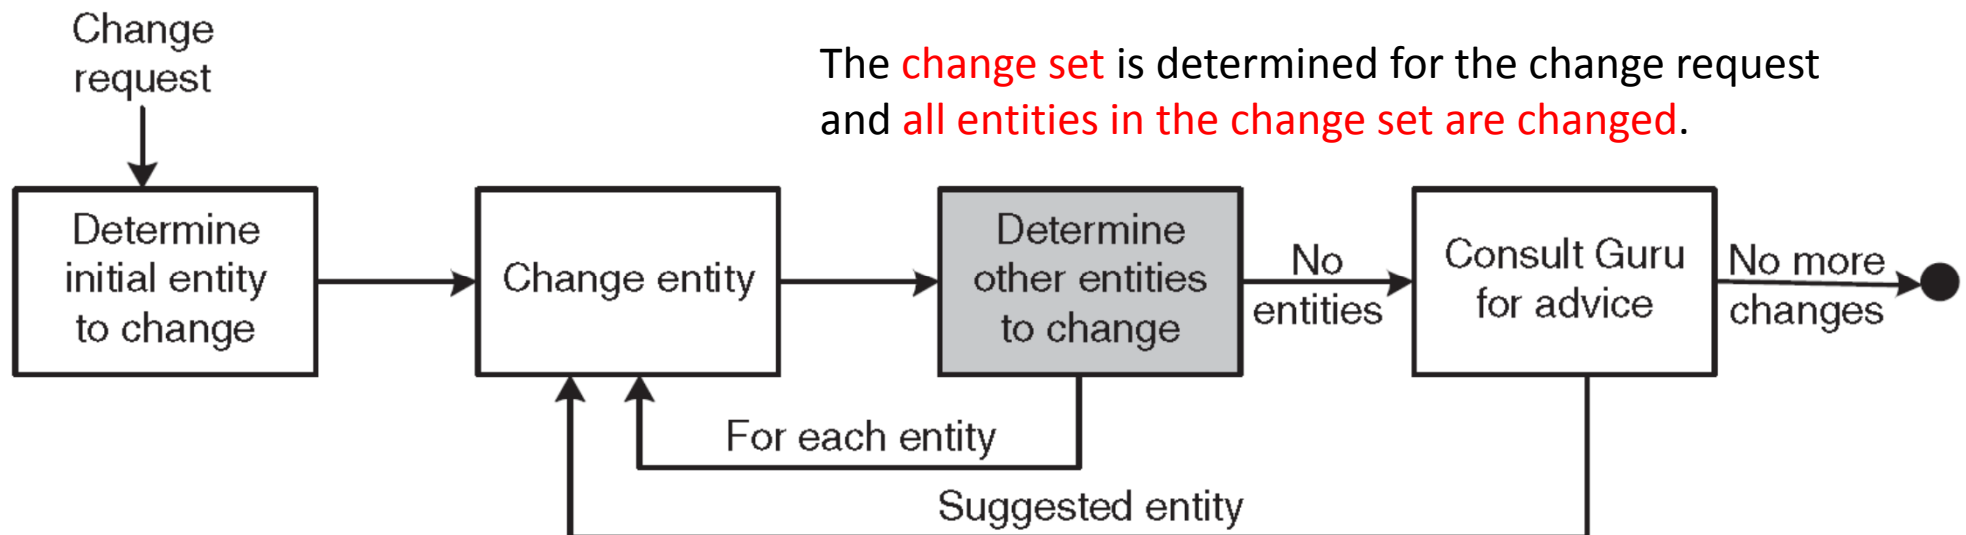 Change
request
The change set is determined for the change request
and all entities in the change set are changed.
Determine
initial entity
to change
Change entity
Determine
other entities
to change
No
entities
Consult Guru
for advice
No more
changes
For each entity
Suggested entity